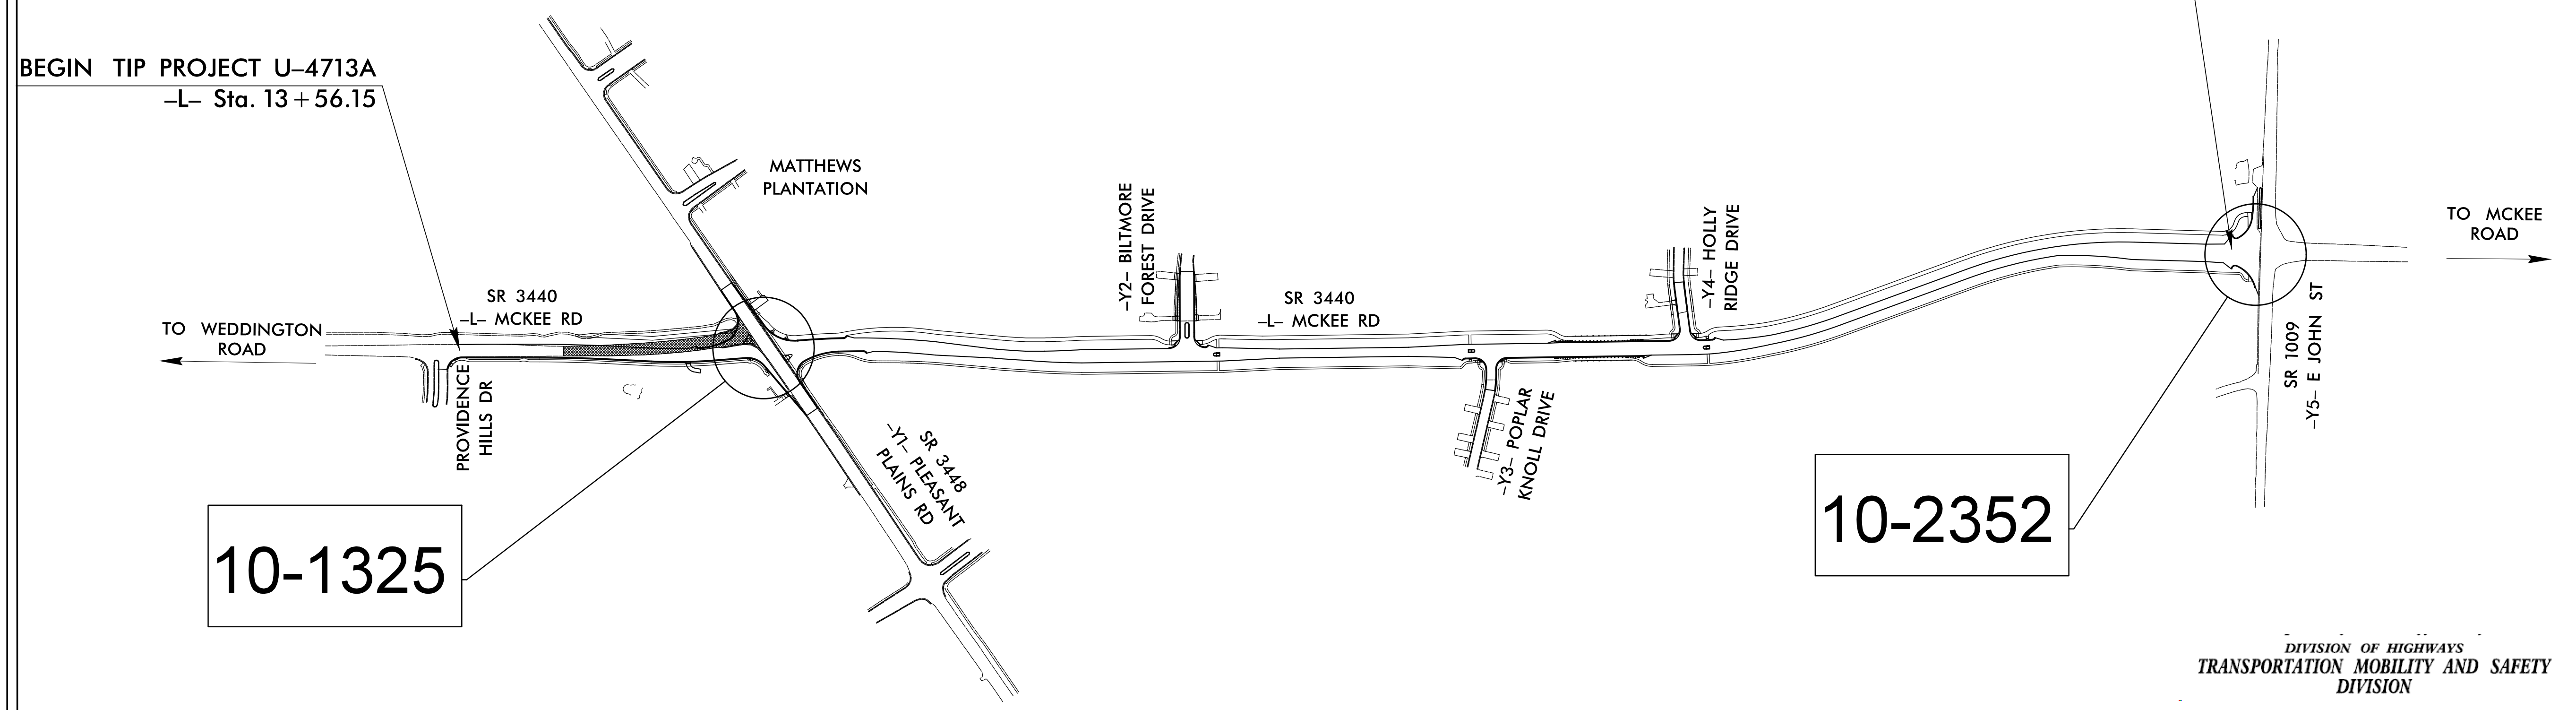 BEGIN TIP PROJECT U-4713A
-L- Sta. 13+56.15
MATTHEWS
PLANTATION
-Y2- BILTMORE
FOREST DRIVE
-Y4- HOLLY
RIDGE DRIVE
TO MCKEE
ROAD
SR 3440
-L- MCKEE RD
SR 3440
-L- MCKEE RD
TO WEDDINGTON
ROAD
PROVIDENCE
HILLS DR
SR 3448
-Y1- PLEASANT
PLAINS RD
-Y3- POPLAR
KNOLL DRIVE
SR 1009
-Y5- E JOHN ST
10-1325
10-2352
DIVISION OF HIGHWAYS
TRANSPORTATION MOBILITY AND SAFETY
DIVISION